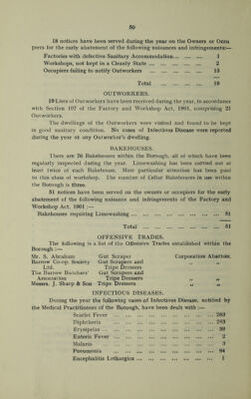 50
18 notices have been served during the year on the Owners or Occu
piers for the early abatement of the following nuisances and infringements:—
Factories with defective Sanitary Accommodation ... ... ... 1
Workshops, not kept in a Cleanly State ... ... ... ... 2
Occupiers failing to notify Outworkers ... ... ... ... 15
Total ... ... ... 18
OUTWORKERS.
19 Lists of Outworkers have been received during the year, in accordance
with Section 107 of the Factory and Workshop Act, 1901, comprising 25
Outworkers.
The dwellings of the Outworkers were visited and found to be kept
in good sanitary condition. No cases of Infectious Disease were reported
during the year at any Outworker's dwelling.
BAKEHOUSES.
There are 76 Bakehouses within the Borough, all of which have been
regularly inspected during the year. Limewashing has been carried out at
least twice at each Bakehouse. More particular attention has been paid
to this class of workshop. The number of Cellar Bakehouses in use within
the Borough is three.
51 notices have been served on the owners or occupiers for the early
abatement of the following nuisance and infringements of the Factory and
Workshop Act, 1901 :—
Bakehouses requiring Limewashing ... ... ... ... ... 51
Total ... ... ... ... 51
OFFENSIVE TRADES.
The following is a list of the Offensive Trades established within the
Borough :—
Mr. S. Abraham Gut Scraper Corporation Abattoir.
Barrow Co-op. Society Gut Scrapers and
Ltd. Tripe Dressers „
The Barrow Butchers' Gut Scrapers and
Association Tripe Dressers „ „
Messrs. J. Sharp & Son Tripe Dressers „ „
INFECTIOUS DISEASES.
During the year the following cases of Infectious Disease, notified by
the Medical Practitioners of the Borough, have been dealt with :—
Scarlet Fever ... ... ... ... ... ... ... 203
Diphtheria ... ... ... ... ... ... ... 283
Erysipelas ... ... ... ... ... ... ... 39
Enteric Fever ... ... ... ... ... ... ... 2
Malaria ... ... ... ... ... ... ... 3
Pneumonia ... ... ... ... ... ... ... 94
Encephalitis Lethargica ... ... ... ... ... 1